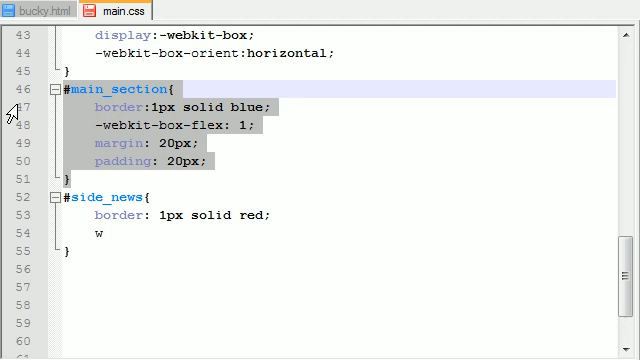 bucky.html main.css
43 display:-webkit-box;
44 -webkit-box-orient:horizontal;
45 }
46 #main_section{
47 border:1px solid blue;
48 -webkit-box-flex: 1;
49 margin: 20px;
50 padding: 20px;
51 }
52 #side_news{
53 border: 1px solid red;
54 w
55 }
56
57
58
59
60
61